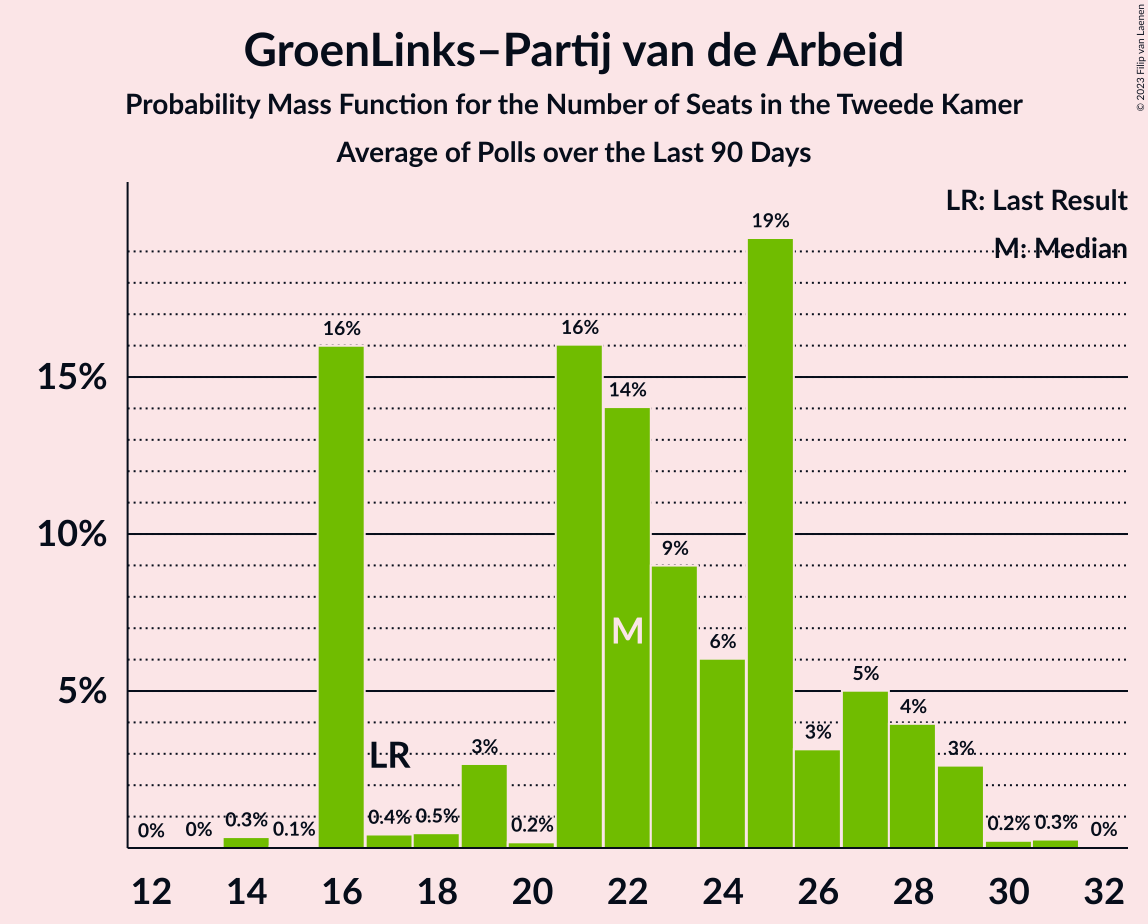 GroenLinks–Partij van de Arbeid
Probability Mass Function for the Number of Seats in the Tweede Kamer
Average of Polls over the Last 90 Days
© 2023 Filip van Laenen
LR: Last Result
M: Median
19%
16%
16%
15%
14%
10%
9%
M
6%
5%
5%
4%
3%
LR
3%
3%
0%
0%
0.3%
0.1%
0.4%
0.5%
0.2%
0.2%
0.3%
0%
12 14 16 18 20 22 24 26 28 30 32